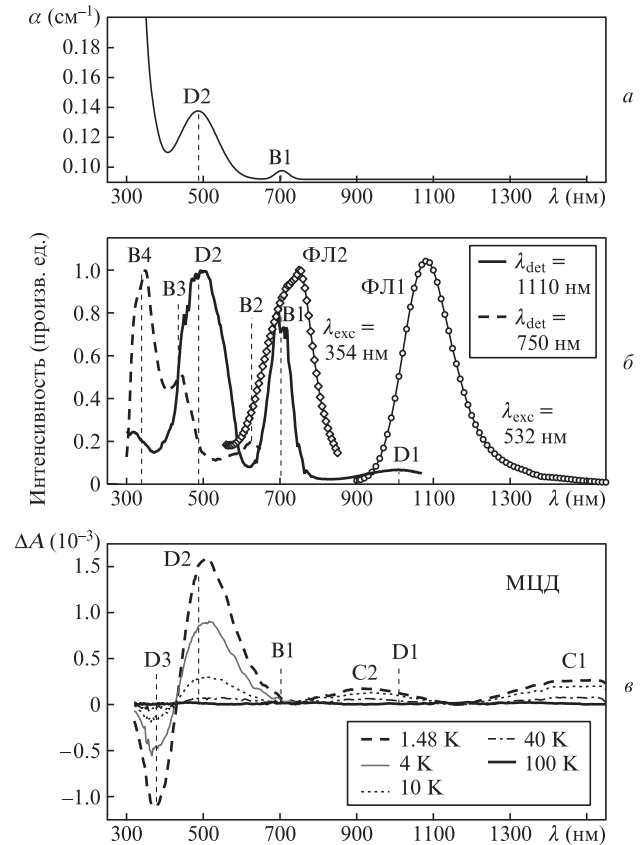 α (см⁻¹)
0.20
0.18
0.16
0.14
0.12
0.10
D2
B1
300 500 700 900 1100 1300 λ (нм)
а
Интенсивность (произв. ед.)
1.0
0.8
0.6
0.4
0.2
0
B4
B3
D2
B2
B1
ФЛ2
λexc =
354 нм
ФЛ1
λexc =
532 нм
D1
λdet =
1110 нм
λdet =
750 нм
300 500 700 900 1100 1300 λ (нм)
б
ΔA (10⁻³)
1.5
1.0
0.5
0
−0.5
−1.0
D2
D3
B1
C2
D1
C1
МЦД
1.48 K
4 K
10 K
40 K
100 K
300 500 700 900 1100 1300 λ (нм)
в